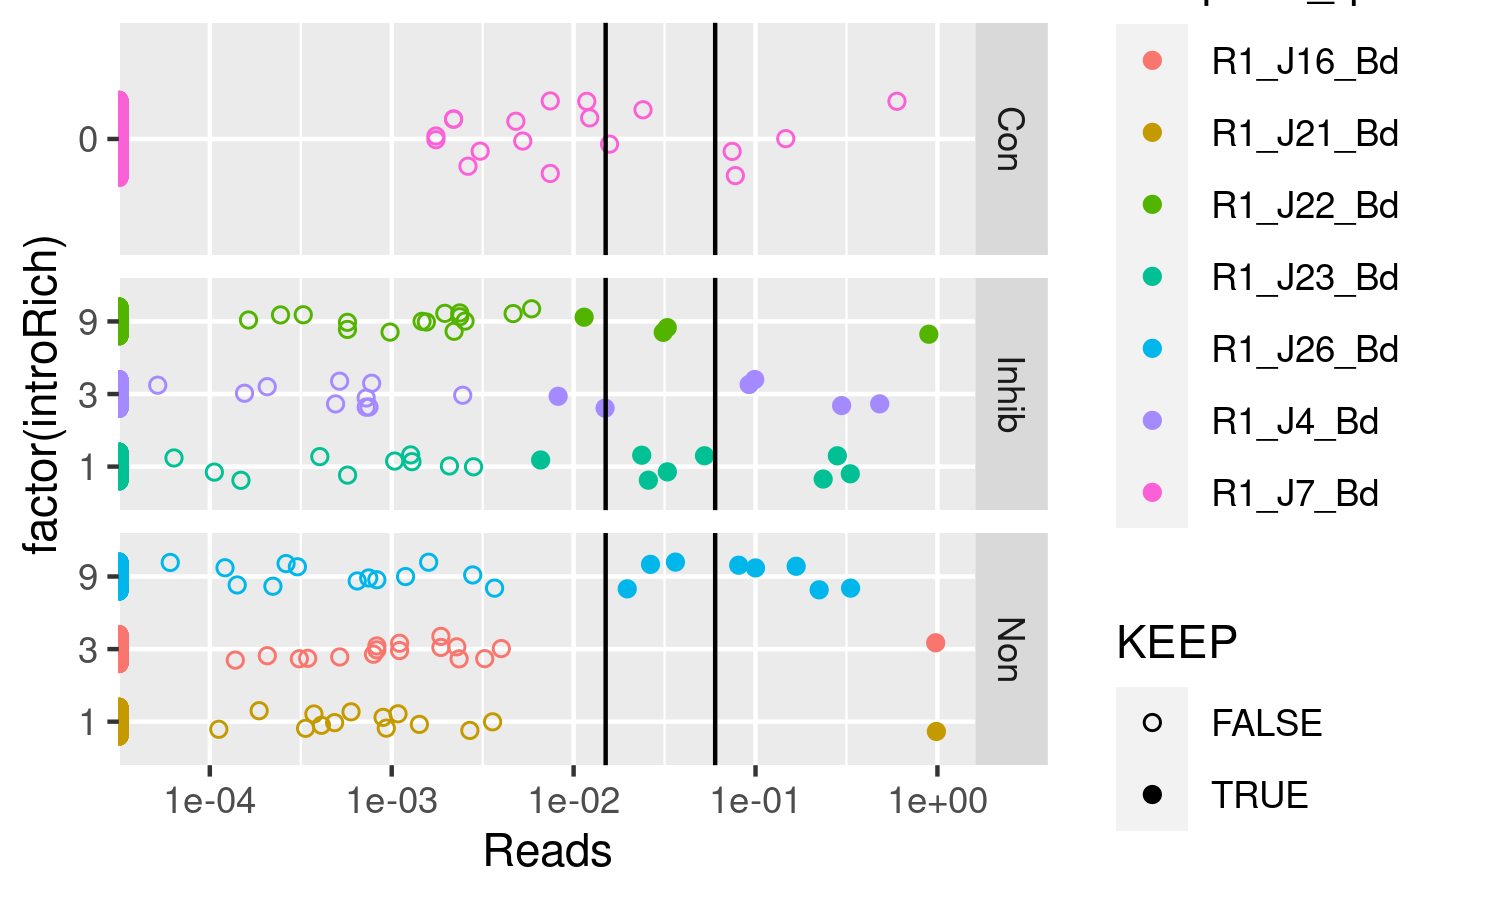 factor(introRich)
0
Con
9
3
1
Inhib
9
3
1
Non
1e-04 1e-03 1e-02 1e-01 1e+00
Reads
R1_J16_Bd
R1_J21_Bd
R1_J22_Bd
R1_J23_Bd
R1_J26_Bd
R1_J4_Bd
R1_J7_Bd
KEEP
FALSE
TRUE